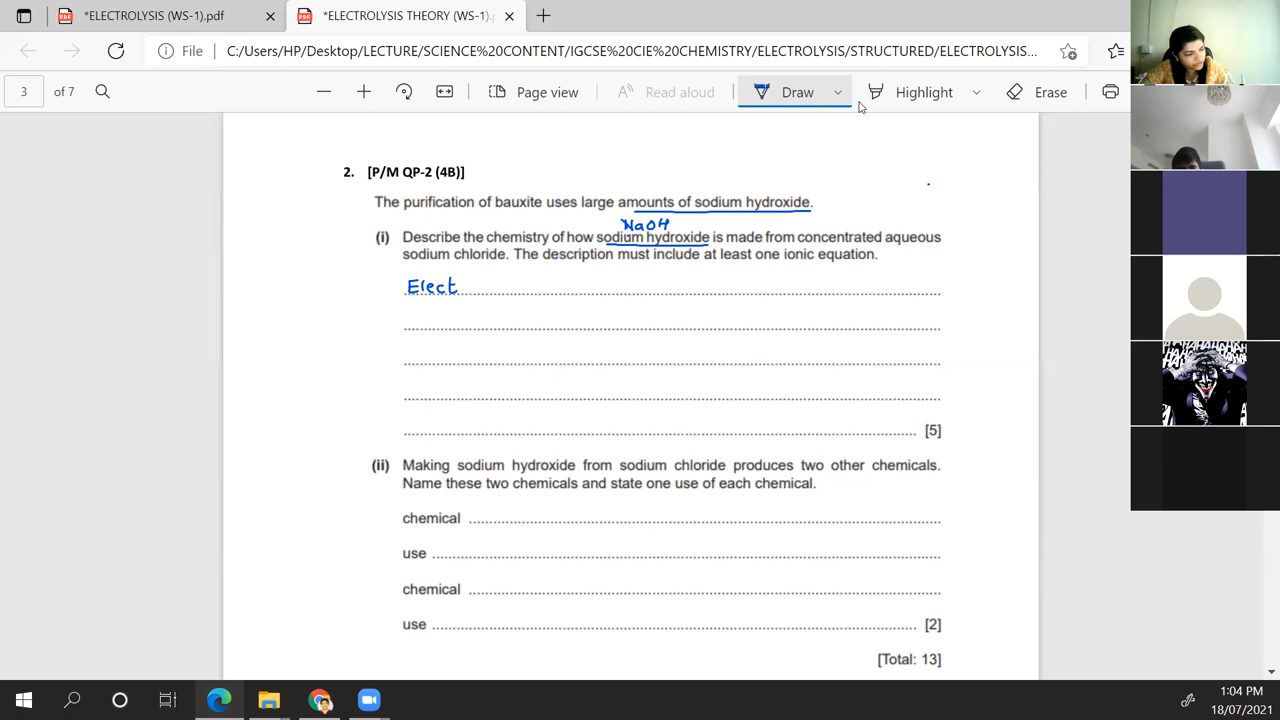 *ELECTROLYSIS (WS-1).pdf
*ELECTROLYSIS THEORY (WS-1).
File C:/Users/HP/Desktop/LECTURE/SCIENCE%20CONTENT/IGCSE%20CIE%20CHEMISTRY/ELECTROLYSIS/STRUCTURED/ELECTROLYSIS...
3 of 7 Page view Read aloud Draw Highlight Erase
2. [P/M QP-2 (4B)]
The purification of bauxite uses large amounts of sodium hydroxide.
NaOH
(i) Describe the chemistry of how sodium hydroxide is made from concentrated aqueous
sodium chloride. The description must include at least one ionic equation.
Elect
[5]
(ii) Making sodium hydroxide from sodium chloride produces two other chemicals.
Name these two chemicals and state one use of each chemical.
chemical
use
chemical
use [2]
[Total: 13]
1:04 PM
18/07/2021